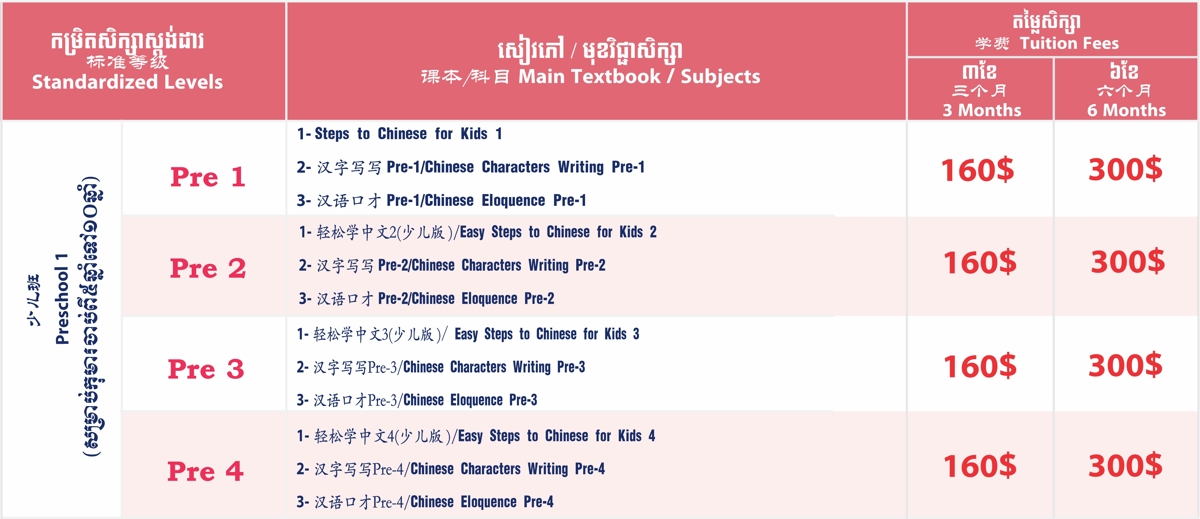 កម្រិតសិក្សាស្តង់ដារ
标准等级
Standardized Levels
សៀវភៅ / មុខវិជ្ជាសិក្សា
课本/科目 Main Textbook / Subjects
តម្លៃសិក្សា
学费 Tuition Fees
៣ខែ
三个月
3 Months
៦ខែ
六个月
6 Months
少儿班
Preschool 1
(សម្រាប់កុមារចាប់ពី៥ឆ្នាំដល់១០ឆ្នាំ)
Pre 1
1- Steps to Chinese for Kids 1
2- 汉字写写 Pre-1/Chinese Characters Writing Pre-1
3- 汉语口才 Pre-1/Chinese Eloquence Pre-1
160$
300$
Pre 2
1- 轻松学中文2(少儿版)/Easy Steps to Chinese for Kids 2
2- 汉字写写 Pre-2/Chinese Characters Writing Pre-2
3- 汉语口才 Pre-2/Chinese Eloquence Pre-2
160$
300$
Pre 3
1- 轻松学中文3(少儿版)/ Easy Steps to Chinese for Kids 3
2- 汉字写写Pre-3/Chinese Characters Writing Pre-3
3- 汉语口才Pre-3/Chinese Eloquence Pre-3
160$
300$
Pre 4
1- 轻松学中文4(少儿版)/Easy Steps to Chinese for Kids 4
2- 汉字写写Pre-4/Chinese Characters Writing Pre-4
3- 汉语口才Pre-4/Chinese Eloquence Pre-4
160$
300$